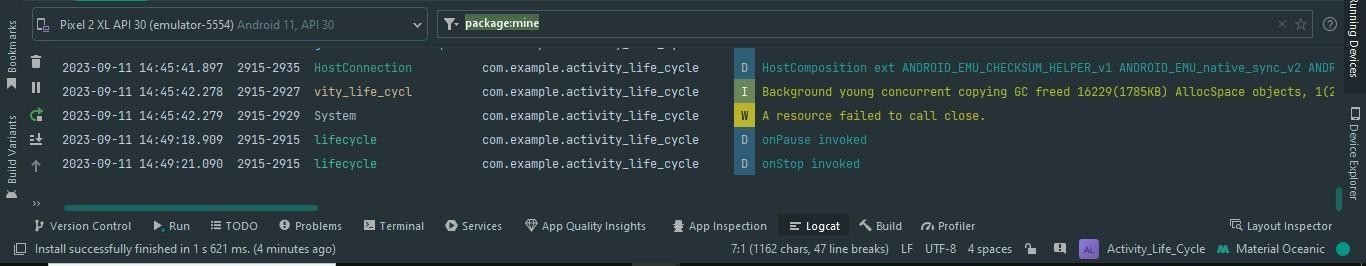 Pixel 2 XL API 30 (emulator-5554) Android 11, API 30 package:mine
Bookmarks
Build Variants
2023-09-11 14:45:41.897 2915-2935 HostConnection com.example.activity_life_cycle D HostComposition ext ANDROID_EMU_CHECKSUM_HELPER_v1 ANDROID_EMU_native_sync_v2 ANDR
2023-09-11 14:45:42.278 2915-2927 vity_life_cycl com.example.activity_life_cycle I Background young concurrent copying GC freed 16229(1785KB) AllocSpace objects, 1(2
2023-09-11 14:45:42.279 2915-2929 System com.example.activity_life_cycle W A resource failed to call close.
2023-09-11 14:49:18.909 2915-2915 lifecycle com.example.activity_life_cycle D onPause invoked
2023-09-11 14:49:21.090 2915-2915 lifecycle com.example.activity_life_cycle D onStop invoked
Running Devices
Device Explorer
Version Control Run TODO Problems Terminal Services App Quality Insights App Inspection Logcat Build Profiler Layout Inspector
Install successfully finished in 1 s 621 ms. (4 minutes ago) 7:1 (1162 chars, 47 line breaks) LF UTF-8 4 spaces AL Activity_Life_Cycle Material Oceanic